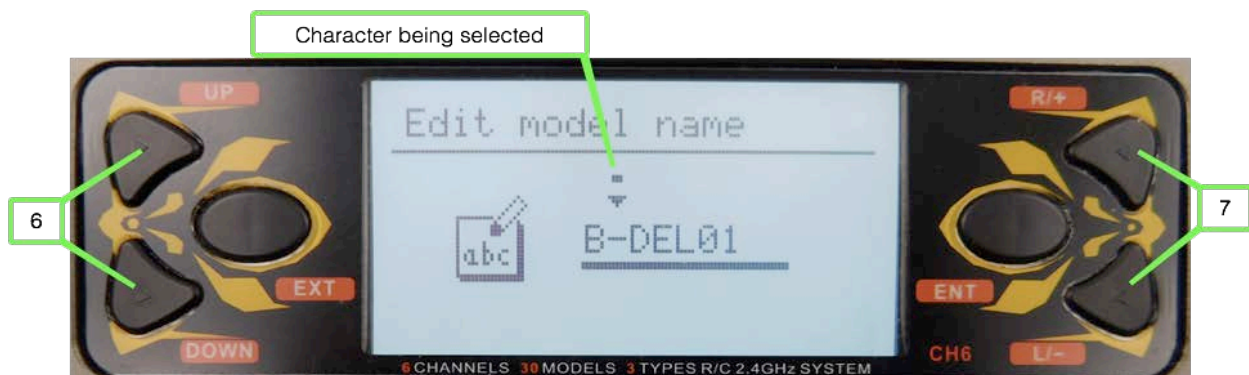 Character being selected
UP
R/+
Edit model name
6
7
abc
B-DEL01
EXT
ENT
DOWN
CH6
L/-
6 CHANNELS 30 MODELS 3 TYPES R/C 2.4GHz SYSTEM